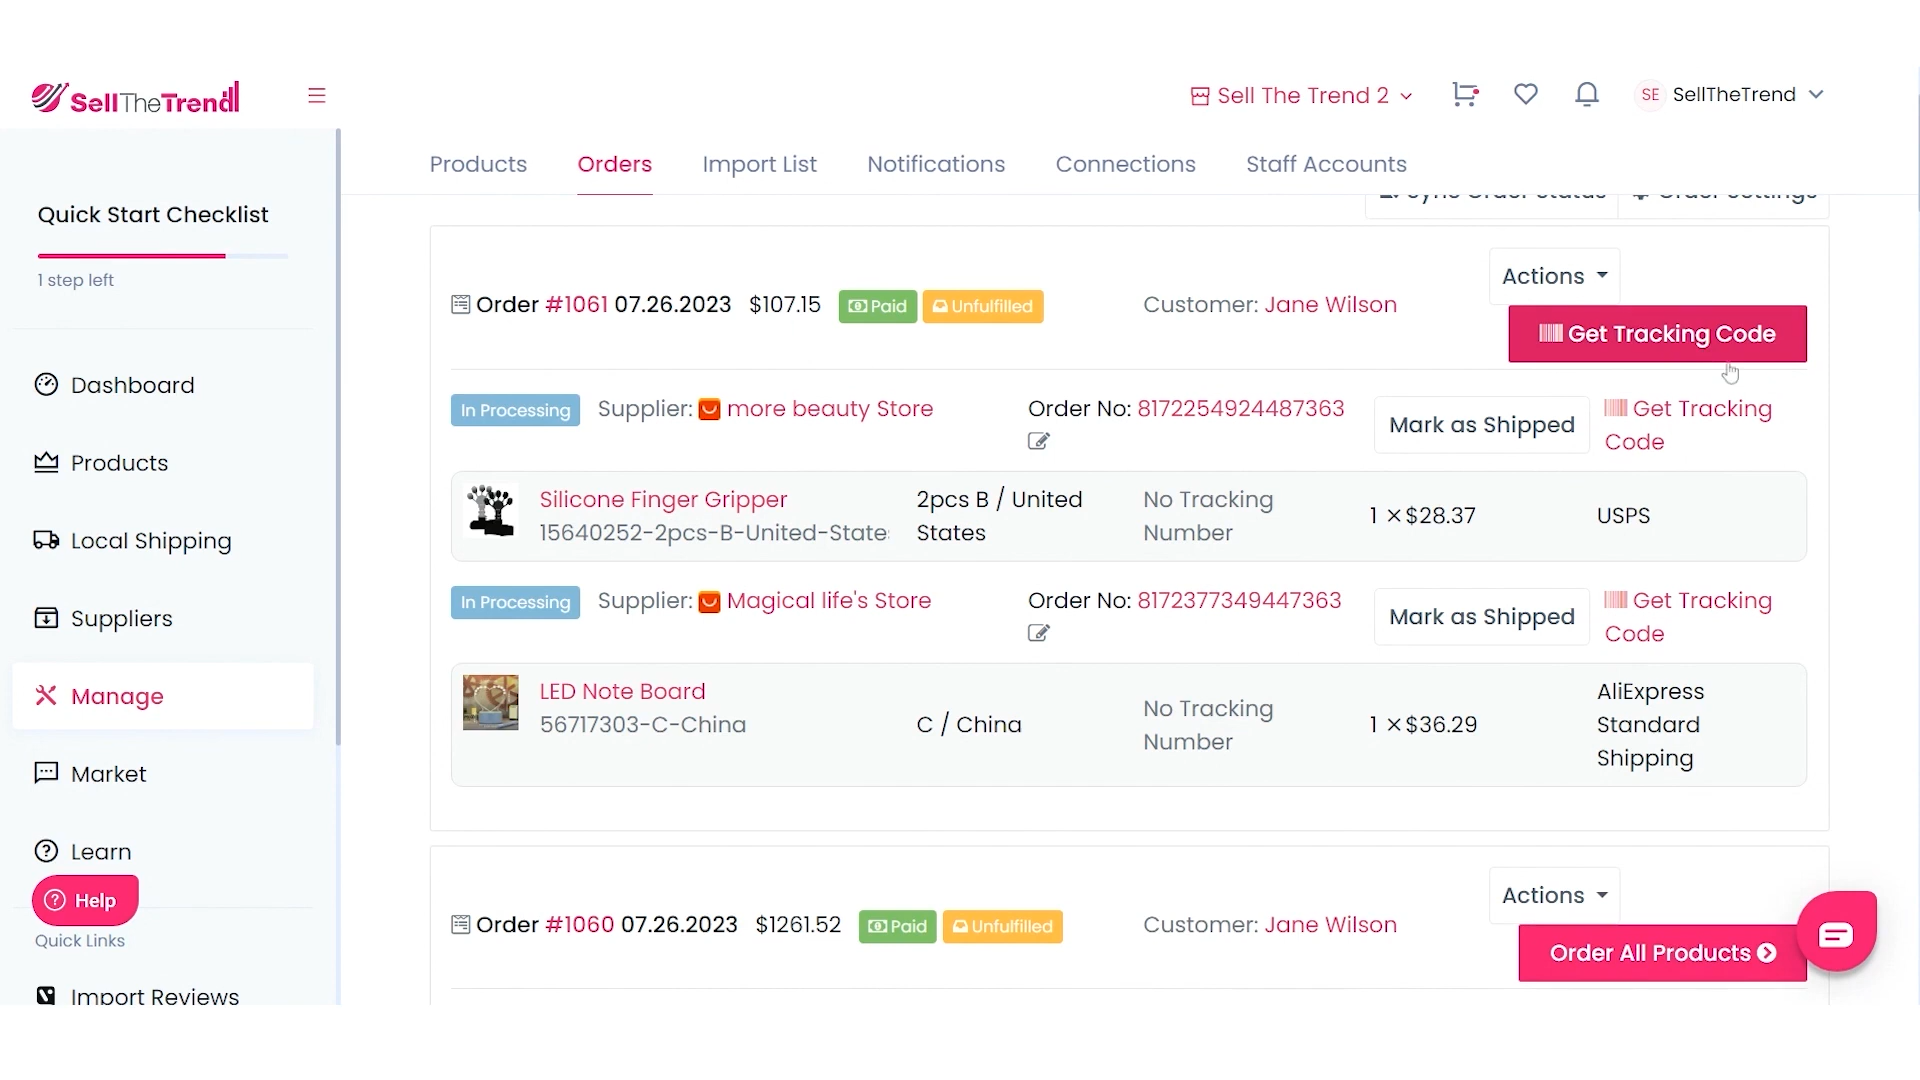 SellTheTrend
Sell The Trend 2
SE SellTheTrend
Products Orders Import List Notifications Connections Staff Accounts
Sync Order Status Order Settings
Quick Start Checklist
1 step left
Dashboard
Products
Local Shipping
Suppliers
Manage
Market
Learn
Help
Quick Links
Import Reviews
Actions
Order #1061 07.26.2023 $107.15 Paid Unfulfilled Customer: Jane Wilson
Get Tracking Code
In Processing Supplier: more beauty Store Order No: 8172254924487363 Mark as Shipped Get Tracking
Code
Silicone Finger Gripper 2pcs B / United No Tracking 1 ×$28.37 USPS
15640252-2pcs-B-United-State States Number
In Processing Supplier: Magical life's Store Order No: 8172377349447363 Mark as Shipped Get Tracking
Code
LED Note Board C / China No Tracking 1 ×$36.29 AliExpress
56717303-C-China Number Standard
Shipping
Actions
Order #1060 07.26.2023 $1261.52 Paid Unfulfilled Customer: Jane Wilson
Order All Products